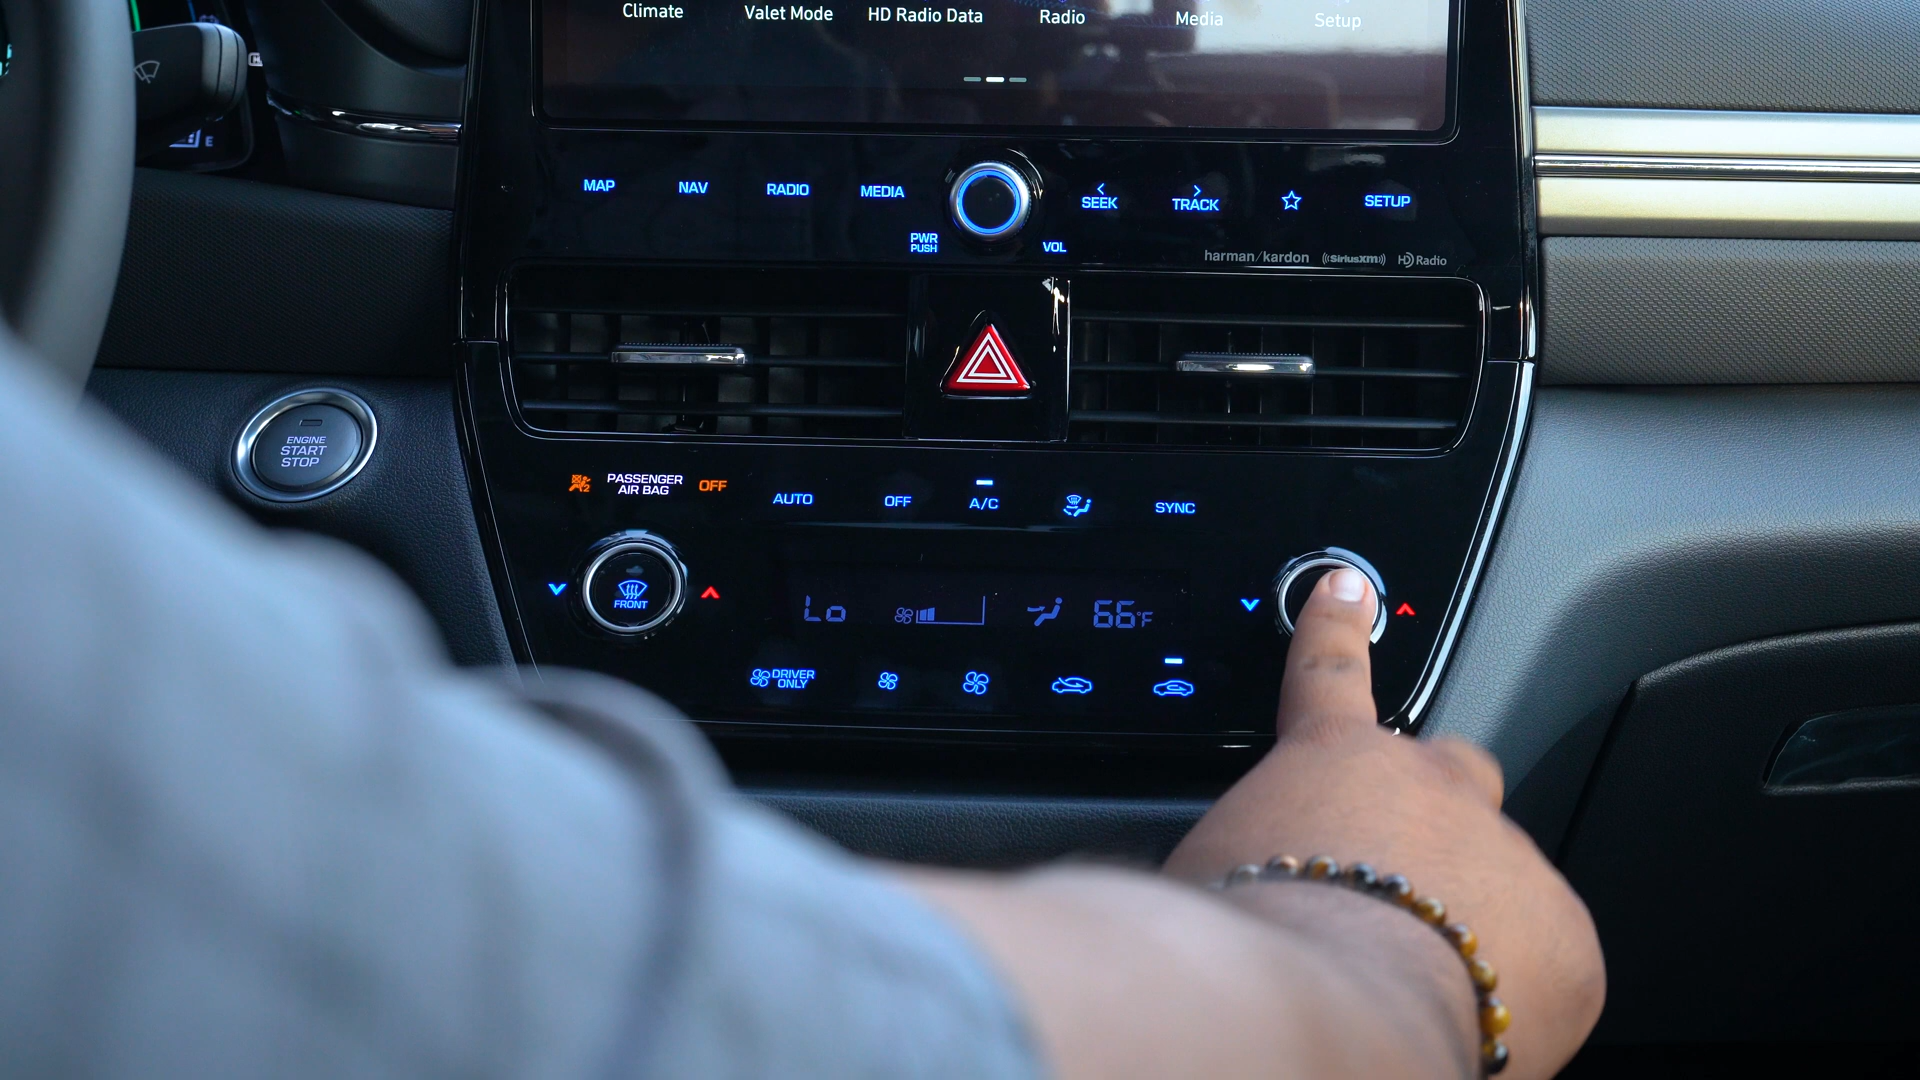 Climate Valet Mode HD Radio Data Radio Media Setup
MAP NAV RADIO MEDIA SEEK TRACK SETUP
PWR PUSH VOL
harman/kardon SiriusXM HD Radio
ENGINE
START
STOP
PASSENGER
AIR BAG
OFF
AUTO OFF A/C SYNC
FRONT
Lo 66°F
DRIVER
ONLY
E